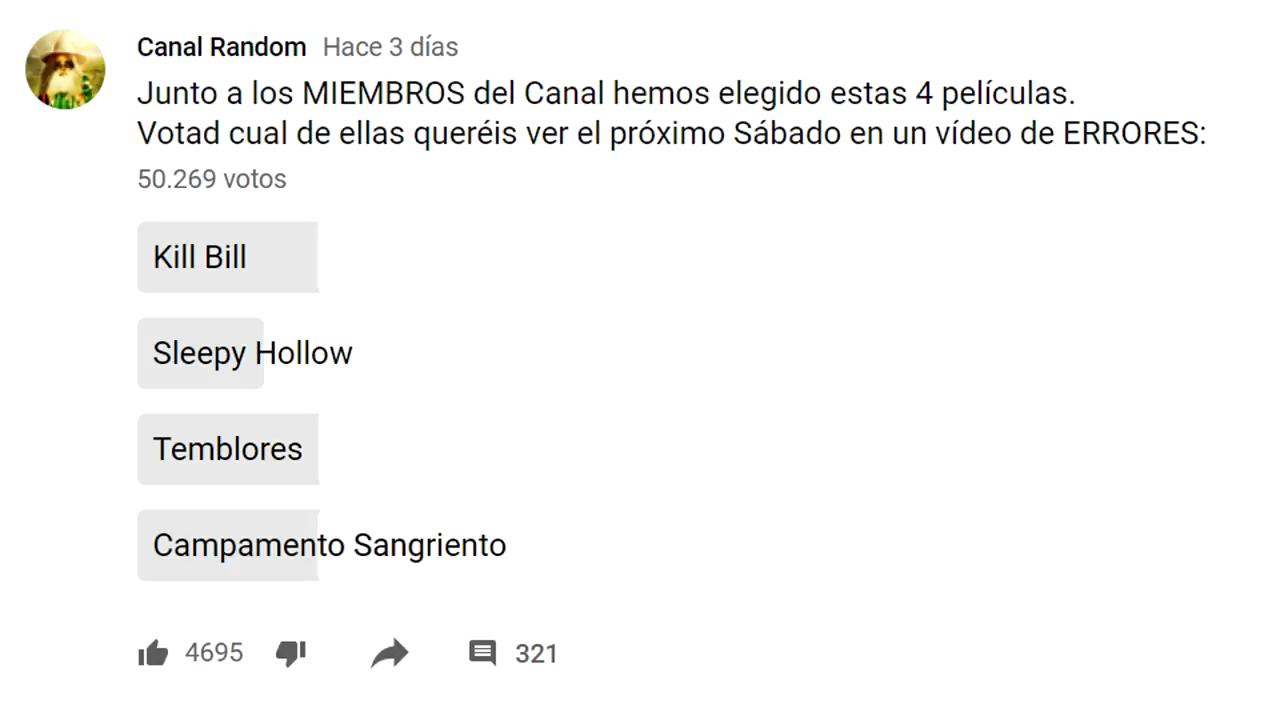 Canal Random Hace 3 días
Junto a los MIEMBROS del Canal hemos elegido estas 4 películas.
Votad cual de ellas queréis ver el próximo Sábado en un vídeo de ERRORES:
50.269 votos
Kill Bill
Sleepy Hollow
Temblores
Campamento Sangriento
4695 321